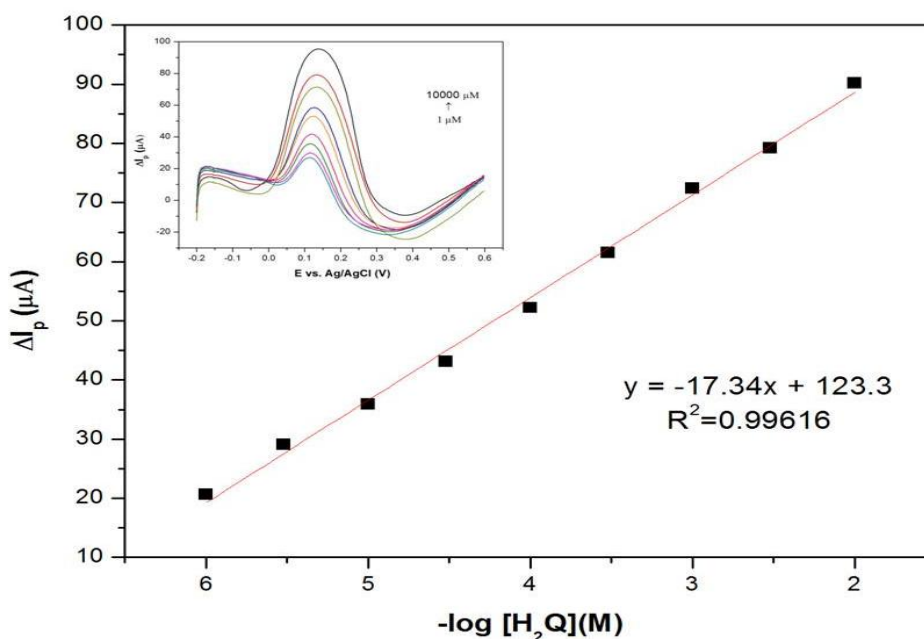 100
90
80
70
60
50
40
30
20
10
ΔIₚ (μA)
100
80
60
40
20
0
-20
ΔIₚ (μA)
10000 μM
↑
1 μM
-0.2 -0.1 0.0 0.1 0.2 0.3 0.4 0.5 0.6
E vs. Ag/AgCl (V)
y = -17.34x + 123.3
R²=0.99616
6 5 4 3 2
-log [H₂Q](M)